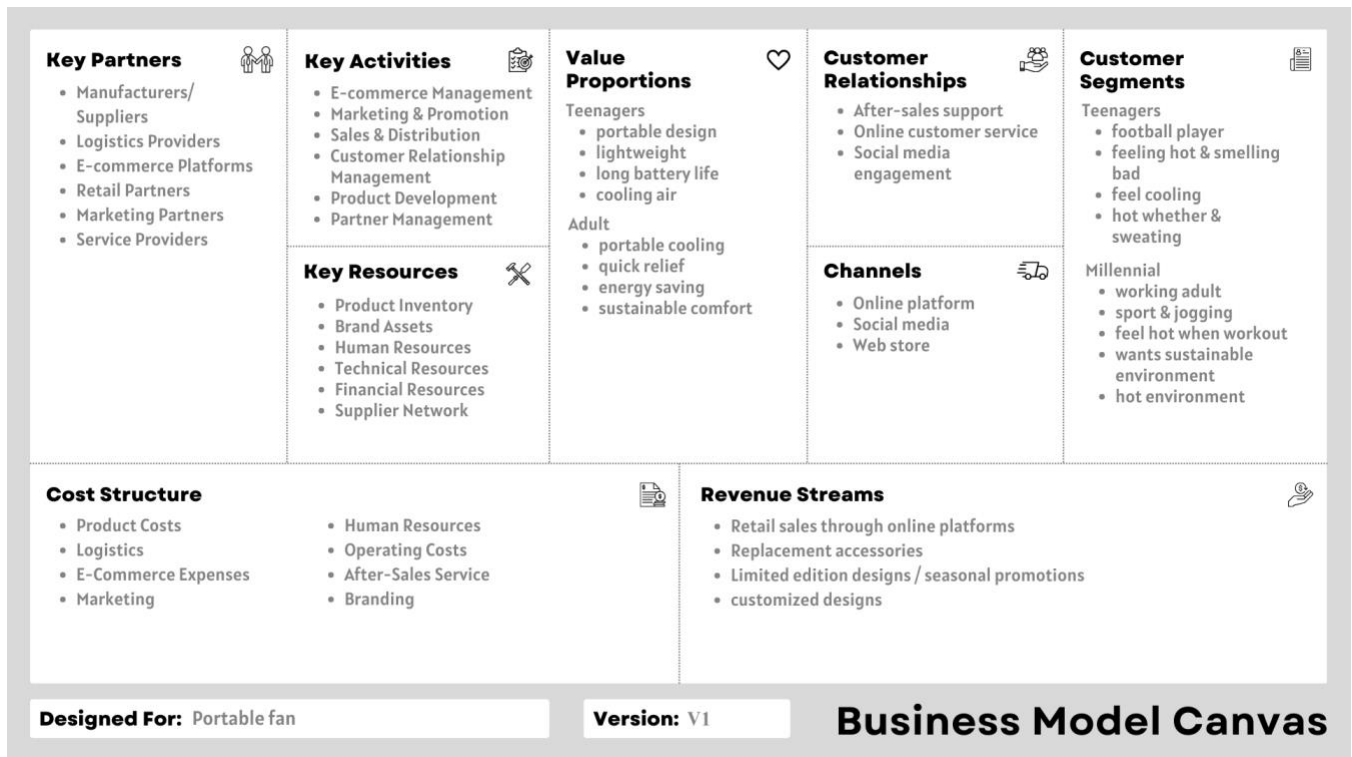 Key Partners
Manufacturers/
Suppliers
Logistics Providers
E-commerce Platforms
Retail Partners
Marketing Partners
Service Providers
Key Activities
E-commerce Management
Marketing & Promotion
Sales & Distribution
Customer Relationship
Management
Product Development
Partner Management
Key Resources
Product Inventory
Brand Assets
Human Resources
Technical Resources
Financial Resources
Supplier Network
Value
Proportions
Teenagers
portable design
lightweight
long battery life
cooling air
Adult
portable cooling
quick relief
energy saving
sustainable comfort
Customer
Relationships
After-sales support
Online customer service
Social media
engagement
Channels
Online platform
Social media
Web store
Customer
Segments
Teenagers
football player
feeling hot & smelling
bad
feel cooling
hot whether &
sweating
Millennial
working adult
sport & jogging
feel hot when workout
wants sustainable
environment
hot environment
Cost Structure
Product Costs
Logistics
E-Commerce Expenses
Marketing
Human Resources
Operating Costs
After-Sales Service
Branding
Revenue Streams
Retail sales through online platforms
Replacement accessories
Limited edition designs / seasonal promotions
customized designs
Designed For: Portable fan
Version: V1
Business Model Canvas